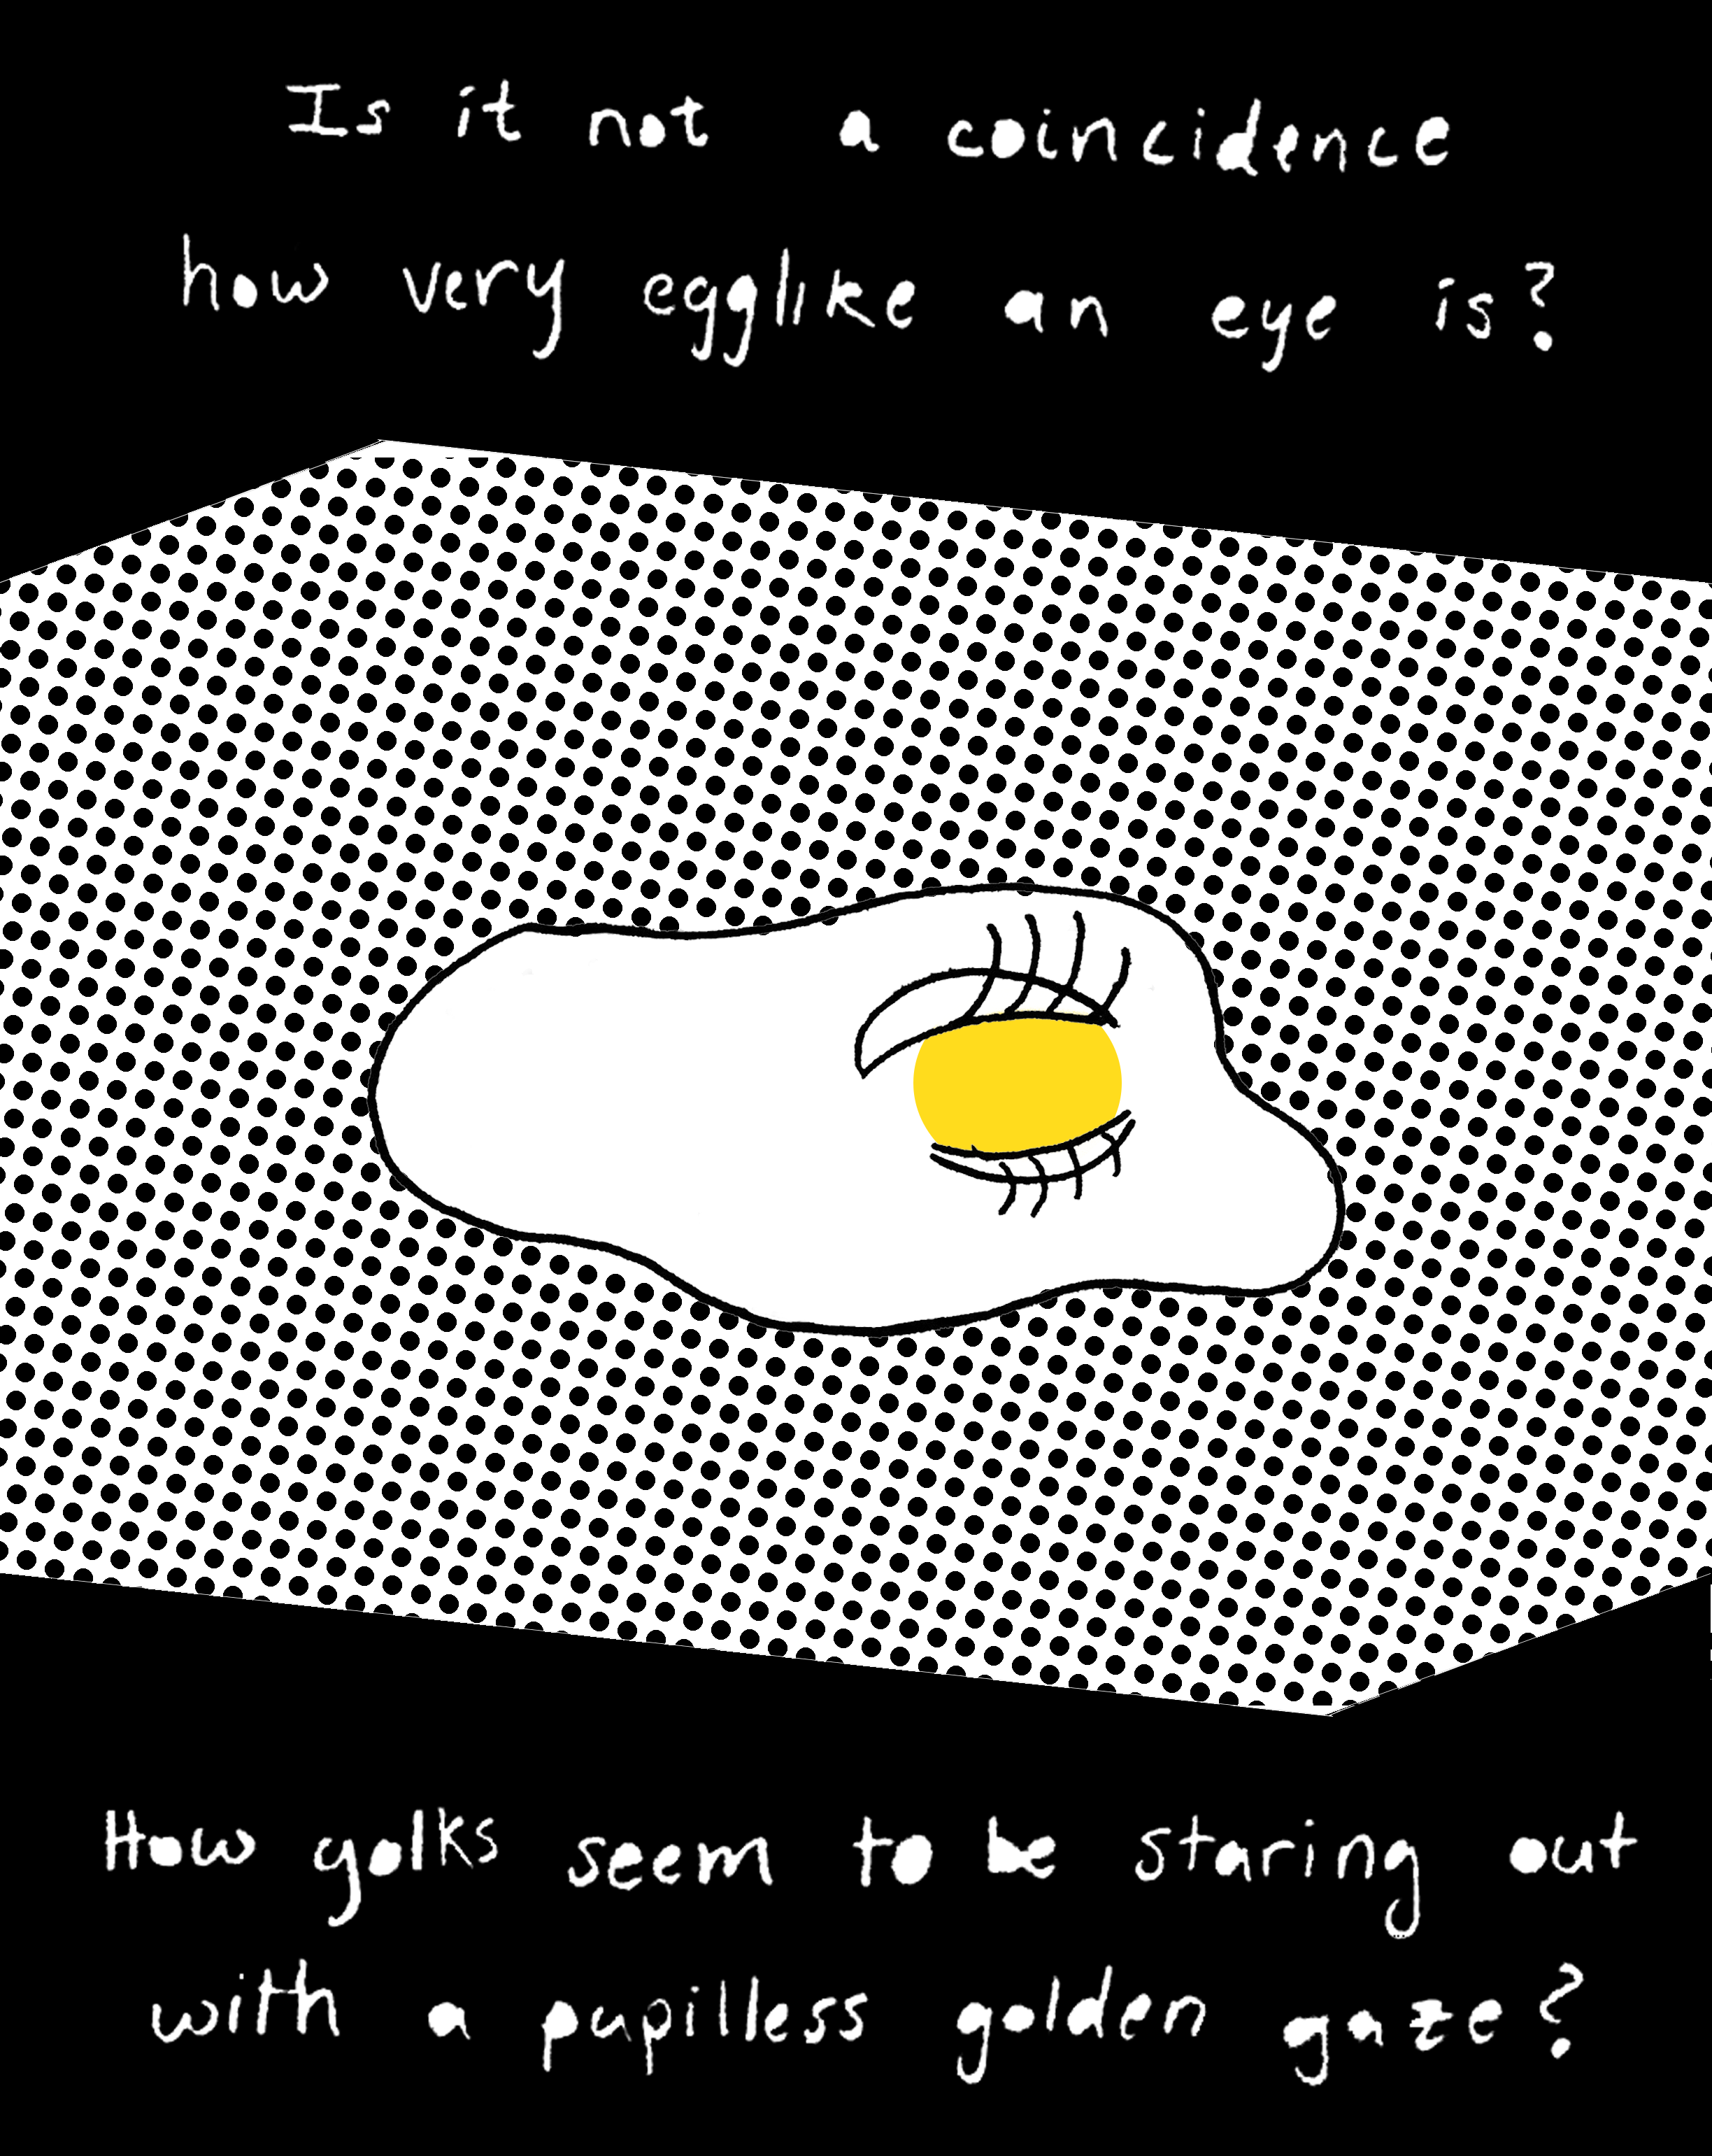 Is it not a coincidence
how very egglike an eye is?
How yolks seem to be staring out
with a pupilless golden gaze?